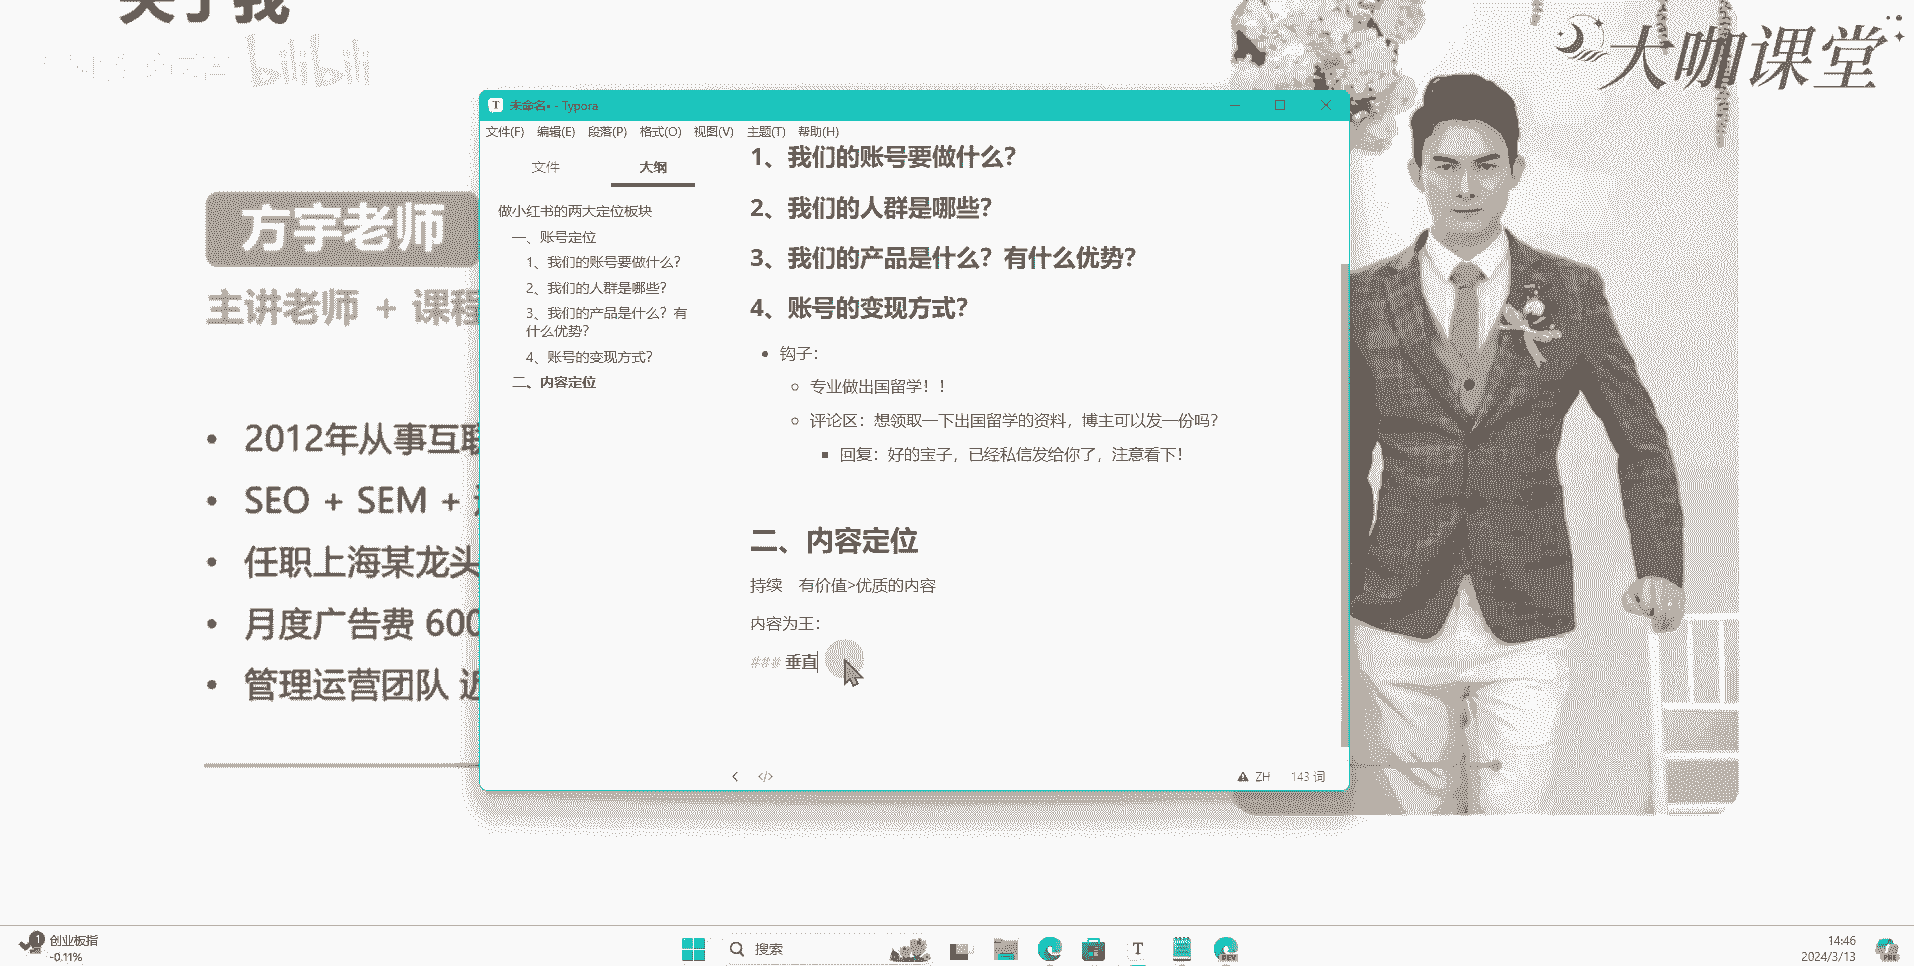 关于我
bilibili
大咖课堂
方宇老师
主讲老师 + 课程
2012年从事互联
SEO + SEM +
任职上海某龙头
月度广告费 600
管理运营团队 近
T 未命名• - Typora
文件(F) 编辑(E) 段落(P) 格式(O) 视图(V) 主题(T) 帮助(H)
文件 大纲
做小红书的两大定位板块
一、账号定位
1、我们的账号要做什么?
2、我们的人群是哪些?
3、我们的产品是什么? 有
什么优势?
4、账号的变现方式?
二、内容定位
1、我们的账号要做什么?
2、我们的人群是哪些?
3、我们的产品是什么? 有什么优势?
4、账号的变现方式?
钩子:
专业做出国留学! !
评论区: 想领取一下出国留学的资料, 博主可以发一份吗?
回复: 好的宝子, 已经私信发给你了, 注意看下!
二、内容定位
持续 有价值>优质的内容
内容为王:
### 垂直
</> ZH 143 词
1 创业板指
-0.11%
搜索
T
DEV
14:46
2024/3/13
PRE